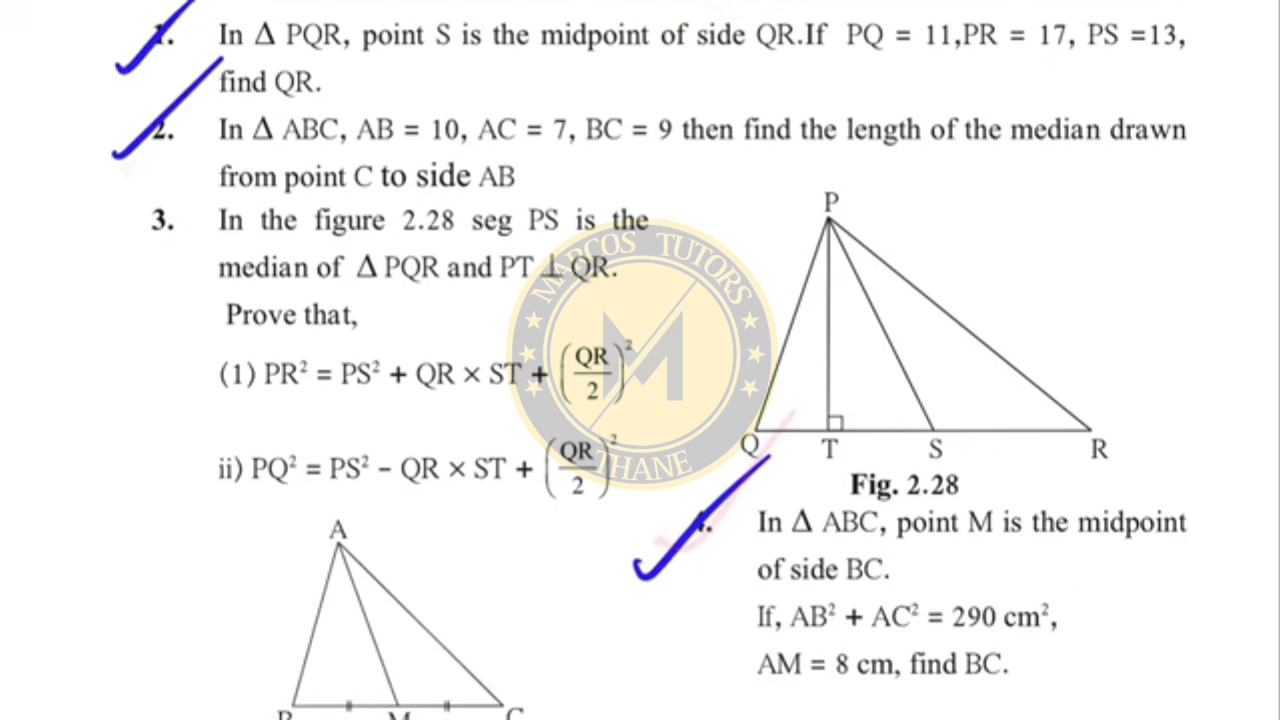 1. In Δ PQR, point S is the midpoint of side QR.If PQ = 11,PR = 17, PS =13,
find QR.
2. In Δ ABC, AB = 10, AC = 7, BC = 9 then find the length of the median drawn
from point C to side AB
3. In the figure 2.28 seg PS is the
median of Δ PQR and PT ⊥ QR.
Prove that,
(1) PR² = PS² + QR × ST + (QR/2)²
ii) PQ² = PS² - QR × ST + (QR/2)²
P
Q T S R
Fig. 2.28
MARCOS TUTORS
M
THANE
A
B M C
4. In Δ ABC, point M is the midpoint
of side BC.
If, AB² + AC² = 290 cm²,
AM = 8 cm, find BC.